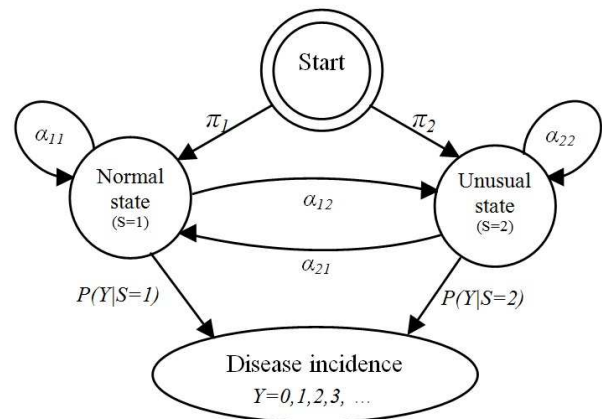 Start
π1
π2
α11
α22
Normal
state
(S=1)
Unusual
state
(S=2)
α12
α21
P(Y|S=1)
P(Y|S=2)
Disease incidence
Y=0,1,2,3, ...